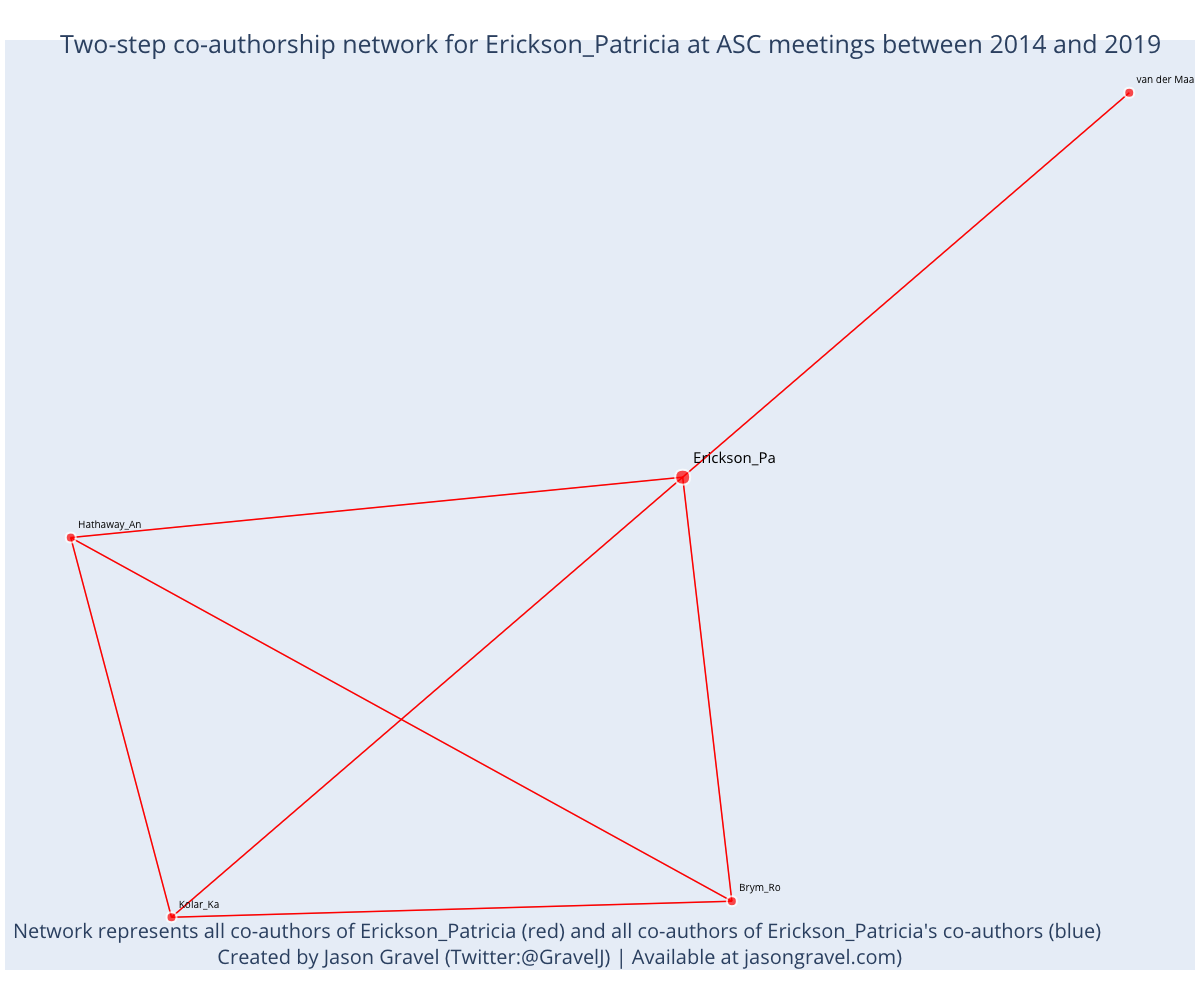 Two-step co-authorship network for Erickson_Patricia at ASC meetings between 2014 and 2019
van der Maa
Erickson_Pa
Hathaway_An
Brym_Ro
Kolar_Ka
Network represents all co-authors of Erickson_Patricia (red) and all co-authors of Erickson_Patricia's co-authors (blue)
Created by Jason Gravel (Twitter:@GravelJ) | Available at jasongravel.com)